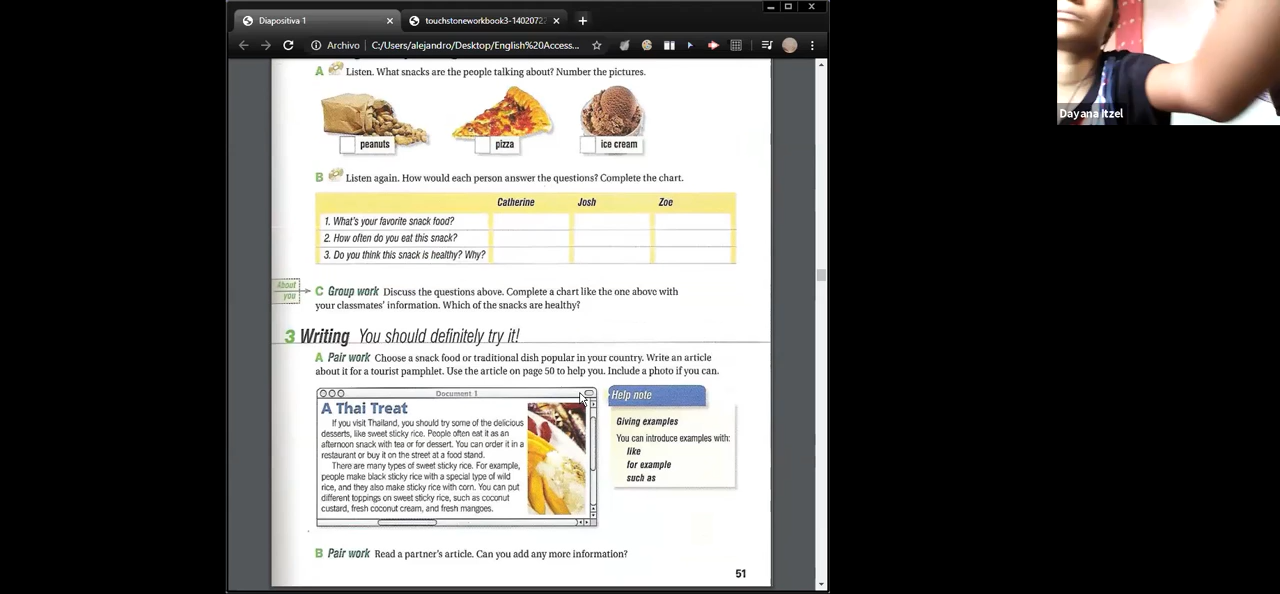 Diapositiva 1
touchstoneworkbook3-1402072
Archivo
C:/Users/alejandro/Desktop/English%20Access...
A Listen. What snacks are the people talking about? Number the pictures.
peanuts
pizza
ice cream
B Listen again. How would each person answer the questions? Complete the chart.
Catherine Josh Zoe
1. What's your favorite snack food?
2. How often do you eat this snack?
3. Do you think this snack is healthy? Why?
About
you
C Group work Discuss the questions above. Complete a chart like the one above with
your classmates' information. Which of the snacks are healthy?
3 Writing You should definitely try it!
A Pair work Choose a snack food or traditional dish popular in your country. Write an article
about it for a tourist pamphlet. Use the article on page 50 to help you. Include a photo if you can.
Document 1
A Thai Treat
If you visit Thailand, you should try some of the delicious
desserts, like sweet sticky rice. People often eat it as an
afternoon snack with tea or for dessert. You can order it in a
restaurant or buy it on the street at a food stand.
There are many types of sweet sticky rice. For example,
people make black sticky rice with a special type of wild
rice, and they also make sticky rice with corn. You can put
different toppings on sweet sticky rice, such as coconut
custard, fresh coconut cream, and fresh mangoes.
Help note
Giving examples
You can introduce examples with:
like
for example
such as
B Pair work Read a partner's article. Can you add any more information?
51
Dayana Itzel